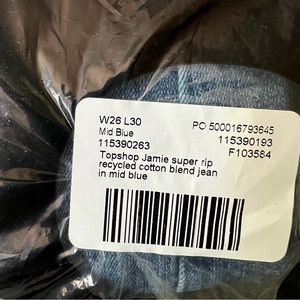 W26 L30 PO 500016793645
Mid Blue 115390193
115390263 F103584
Topshop Jamie super rip
recycled cotton blend jean
in mid blue